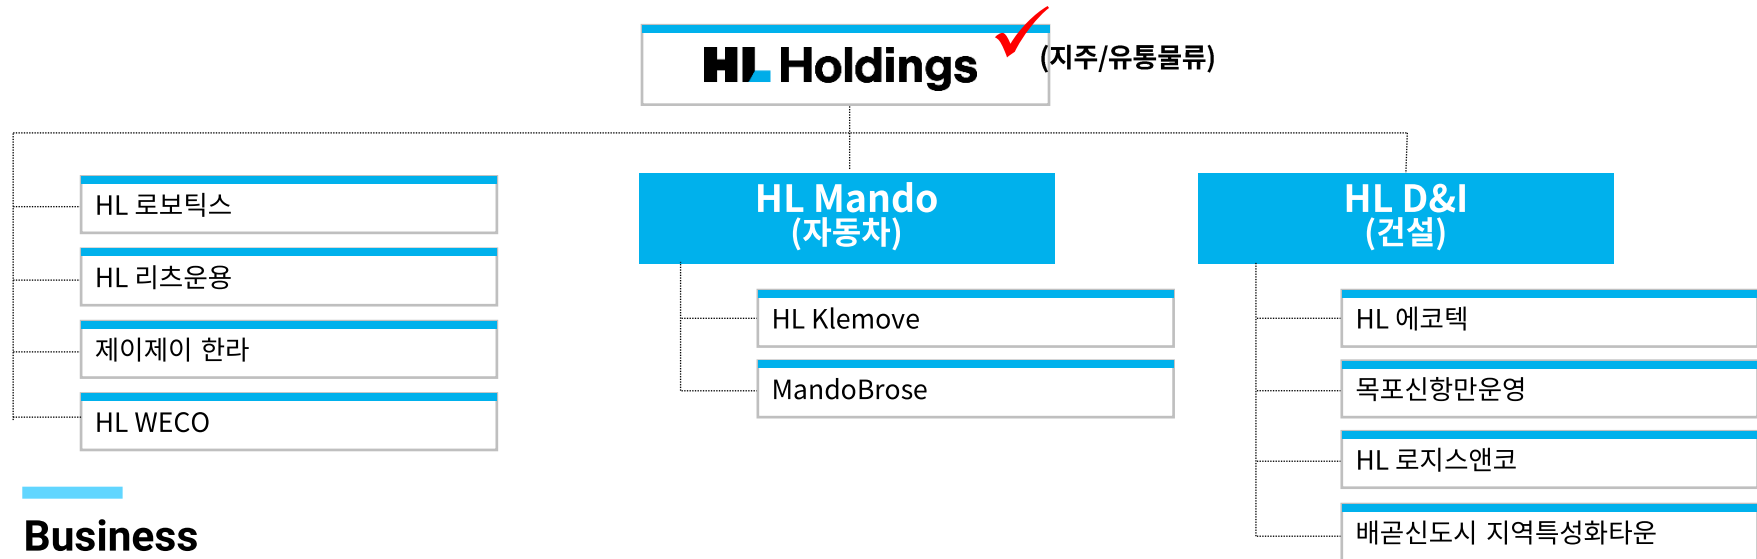 HL Holdings
(지주/유통물류)
HL 로보틱스
HL 리츠운용
제이제이 한라
HL WECO
HL Mando
(자동차)
HL Klemove
MandoBrose
HL D&I
(건설)
HL 에코텍
목포신항만운영
HL 로지스앤코
배곧신도시 지역특성화타운
Business